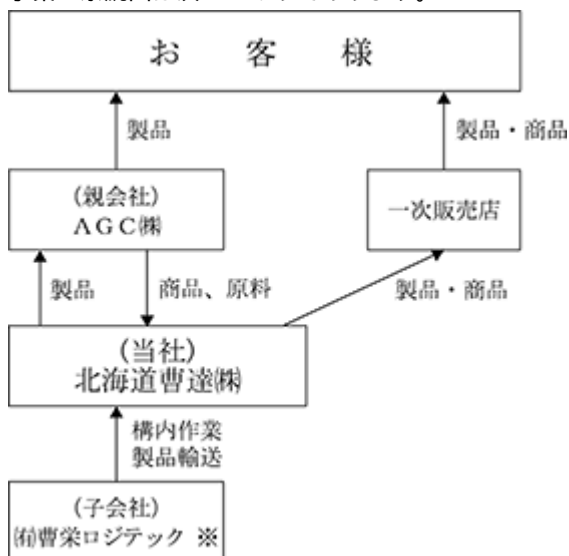 お客様
製品
製品・商品
(親会社)
AGC㈱
一次販売店
製品
商品、原料
製品・商品
(当社)
北海道曹達㈱
構内作業
製品輸送
(子会社)
㈲曹栄ロジテック ※